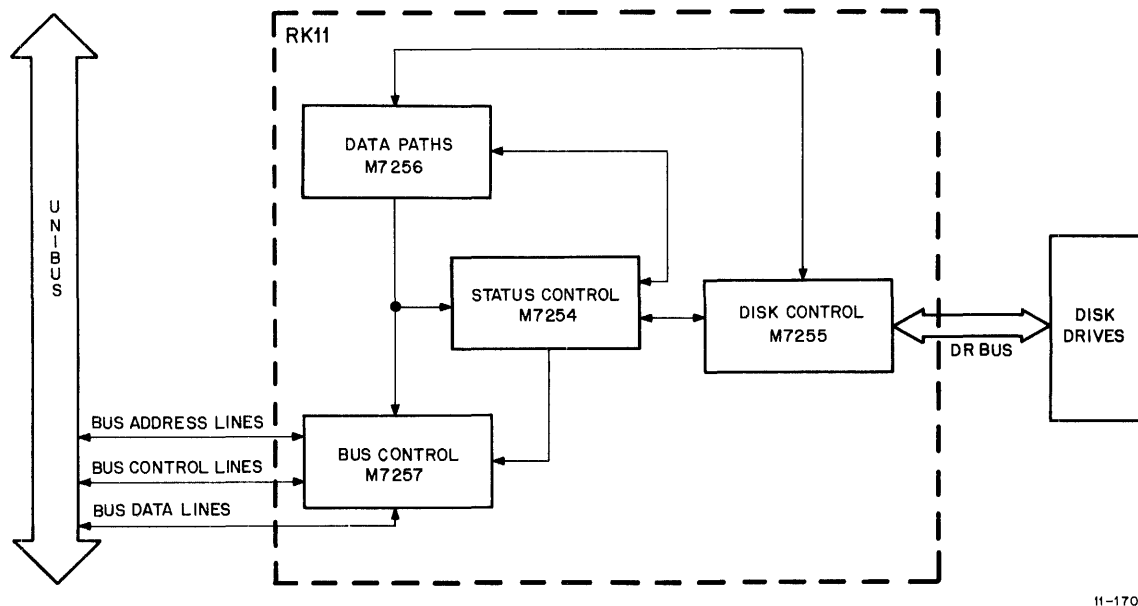 RK11
DATA PATHS
M7256
UNIBUS
STATUS CONTROL
M7254
DISK CONTROL
M7255
DISK
DRIVES
DR BUS
BUS ADDRESS LINES
BUS CONTROL
M7257
BUS CONTROL LINES
BUS DATA LINES
11-170